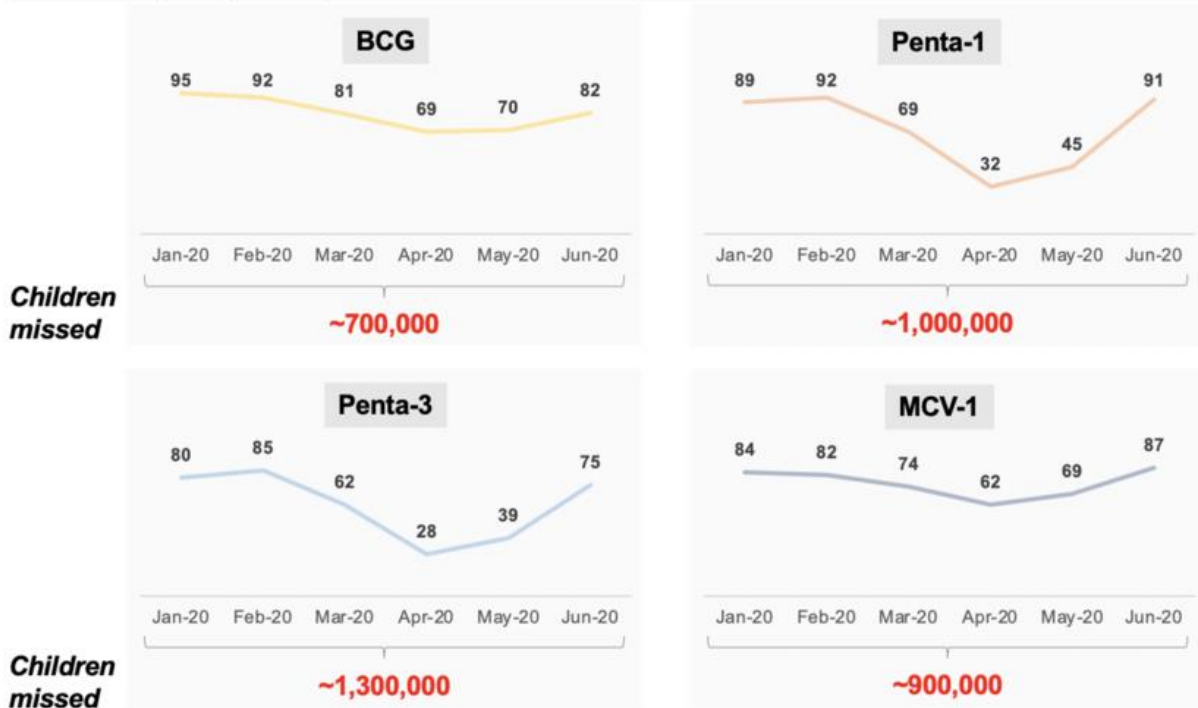 BCG
95 92 81 69 70 82
Jan-20 Feb-20 Mar-20 Apr-20 May-20 Jun-20
Children
missed
~700,000
Penta-1
89 92 69 32 45 91
Jan-20 Feb-20 Mar-20 Apr-20 May-20 Jun-20
~1,000,000
Penta-3
80 85 62 28 39 75
Jan-20 Feb-20 Mar-20 Apr-20 May-20 Jun-20
Children
missed
~1,300,000
MCV-1
84 82 74 62 69 87
Jan-20 Feb-20 Mar-20 Apr-20 May-20 Jun-20
~900,000